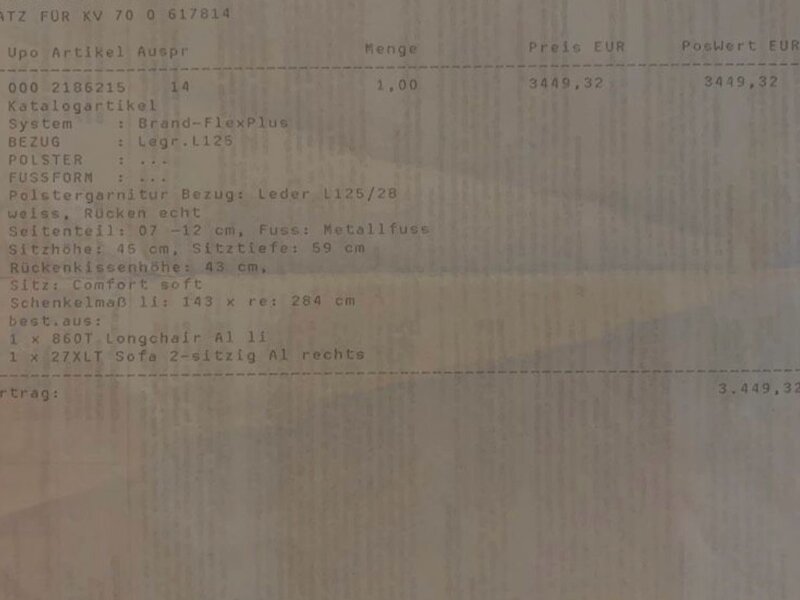 ATZ FÜR KV 70 0 617814
Upo Artikel Auspr Menge Preis EUR PosWert EUR
000 2186215 14 1,00 3449,32 3449,32
Katalogartikel
System : Brand-FlexPlus
BEZUG : Legr.L125
POLSTER : ...
FUSSFORM : ...
Polstergarnitur Bezug: Leder L125/28
weiss, Rücken echt
Seitenteil: 07 -12 cm, Fuss: Metallfuss
Sitzhöhe: 45 cm, Sitztiefe: 59 cm
Rückenkissenhöhe: 43 cm,
Sitz: Comfort soft
Schenkelmaß li: 143 x re: 284 cm
best.aus:
1 x 860T Longchair Al li
1 x 27XLT Sofa 2-sitzig Al rechts
rtrag: 3.449,32